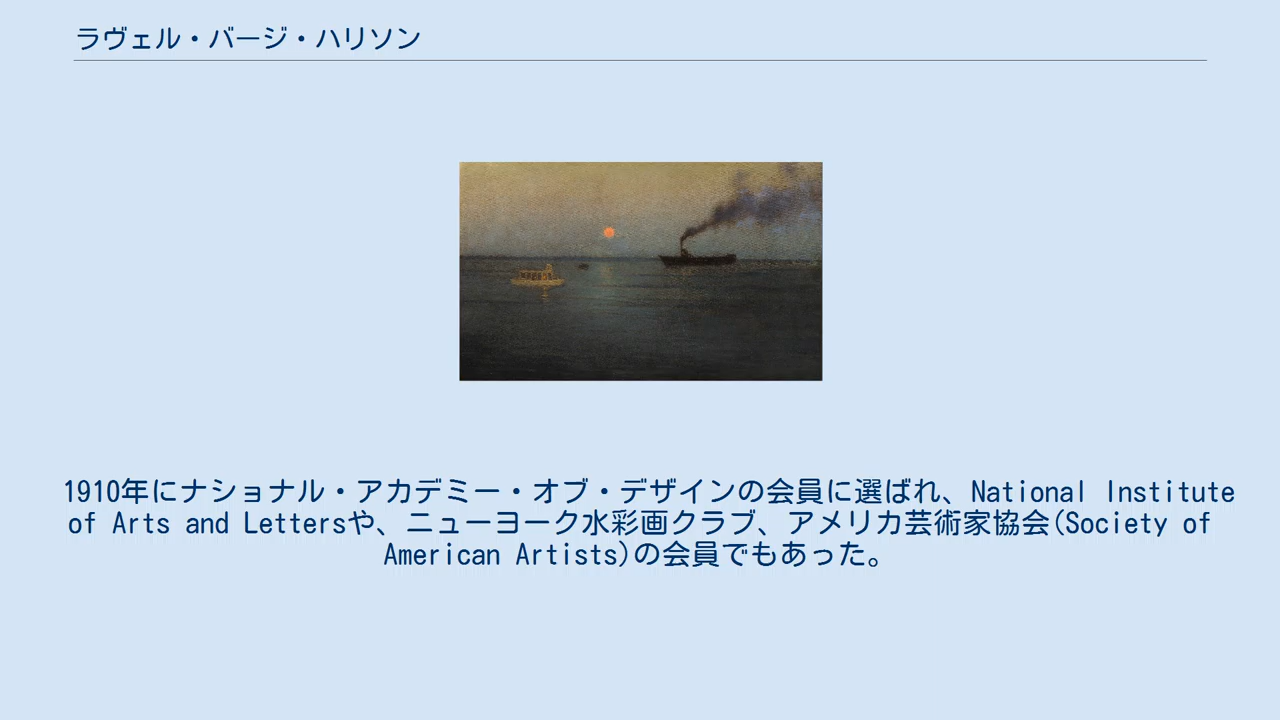 ラヴェル・バージ・ハリソン
1910年にナショナル・アカデミー・オブ・デザインの会員に選ばれ、National Institute
of Arts and Lettersや、ニューヨーク水彩画クラブ、アメリカ芸術家協会(Society of
American Artists)の会員でもあった。